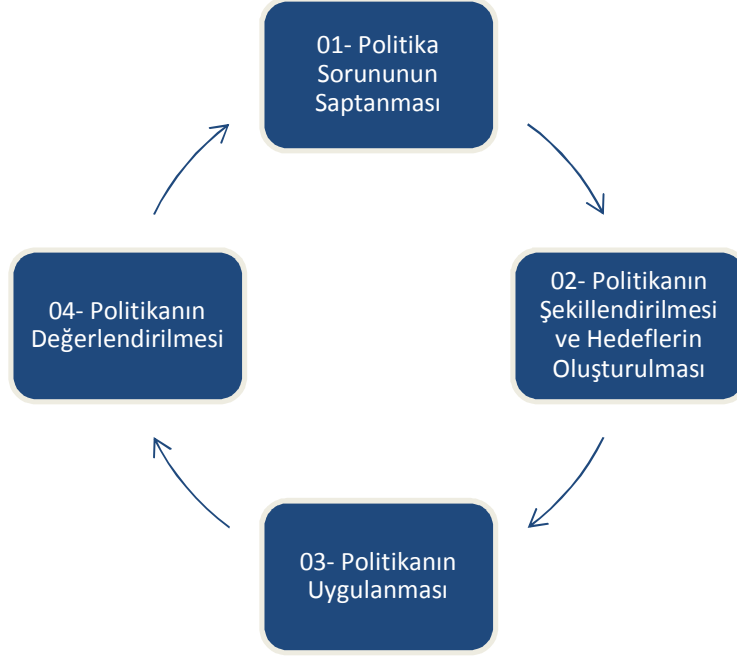 01- Politika
Sorununun
Saptanması
02- Politikanın
Şekillendirilmesi
ve Hedeflerin
Oluşturulması
03- Politikanın
Uygulanması
04- Politikanın
Değerlendirilmesi